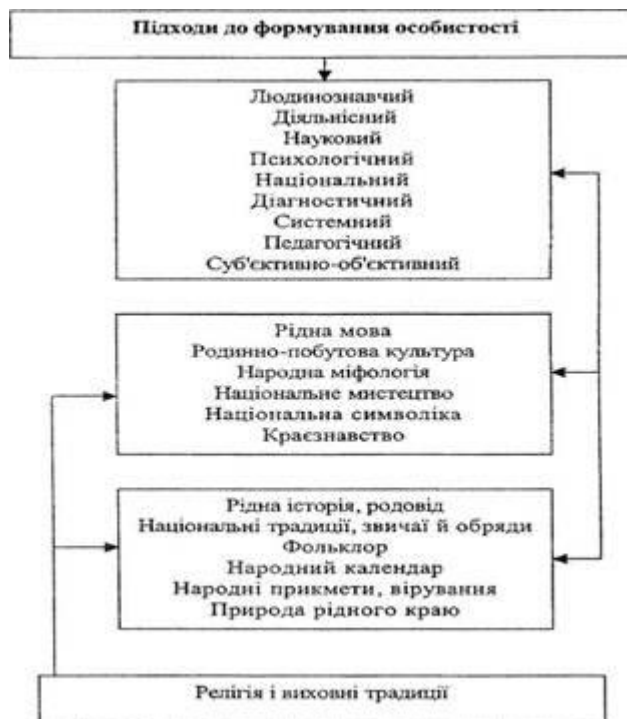 Підходи до формування особистості
Людинознавчий
Діяльнісний
Науковий
Психологічний
Національний
Діагностичний
Системний
Педагогічний
Суб'єктивно-об'єктивний
Рідна мова
Родинно-побутова культура
Народна міфологія
Національне мистецтво
Національна символіка
Краєзнавство
Рідна історія, родовід
Національні традиції, звичаї й обряди
Фольклор
Народний календар
Народні прикмети, вірування
Природа рідного краю
Релігія і виховні традиції